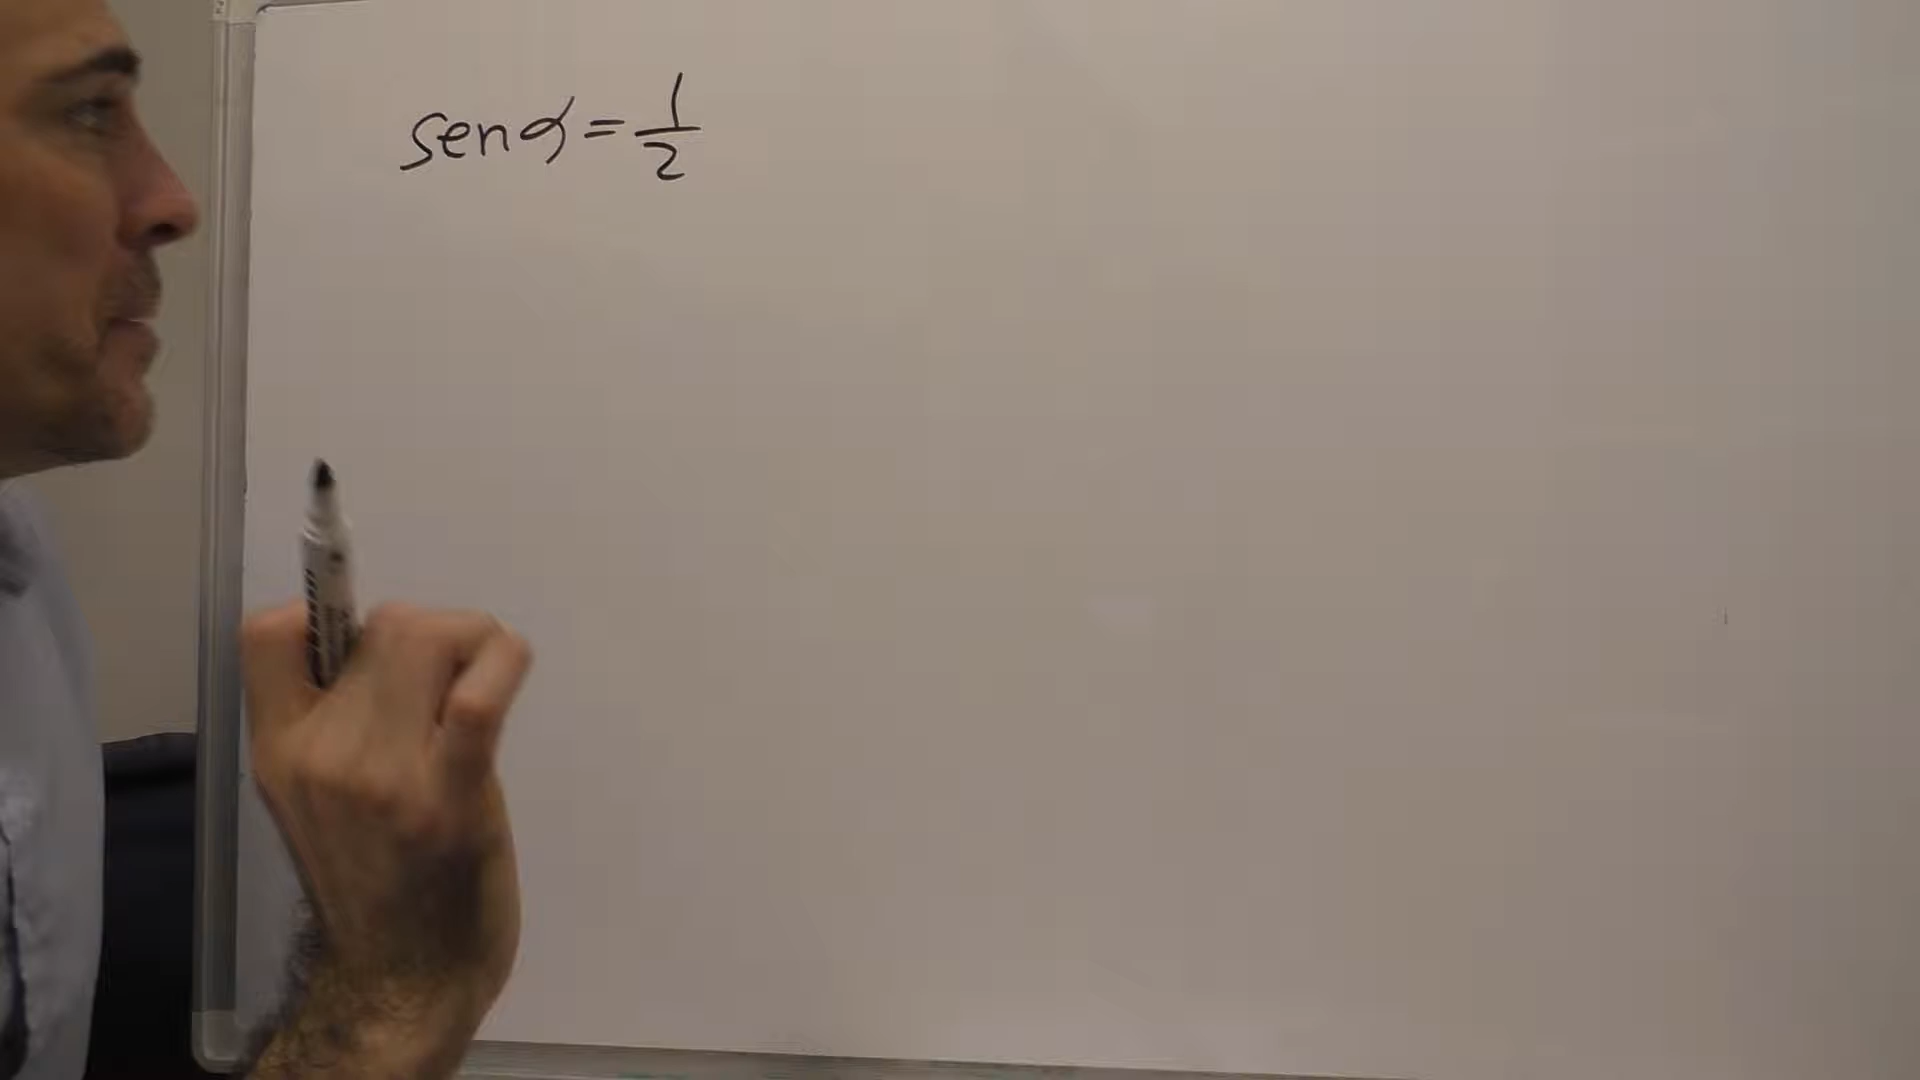 sen α = 1/2